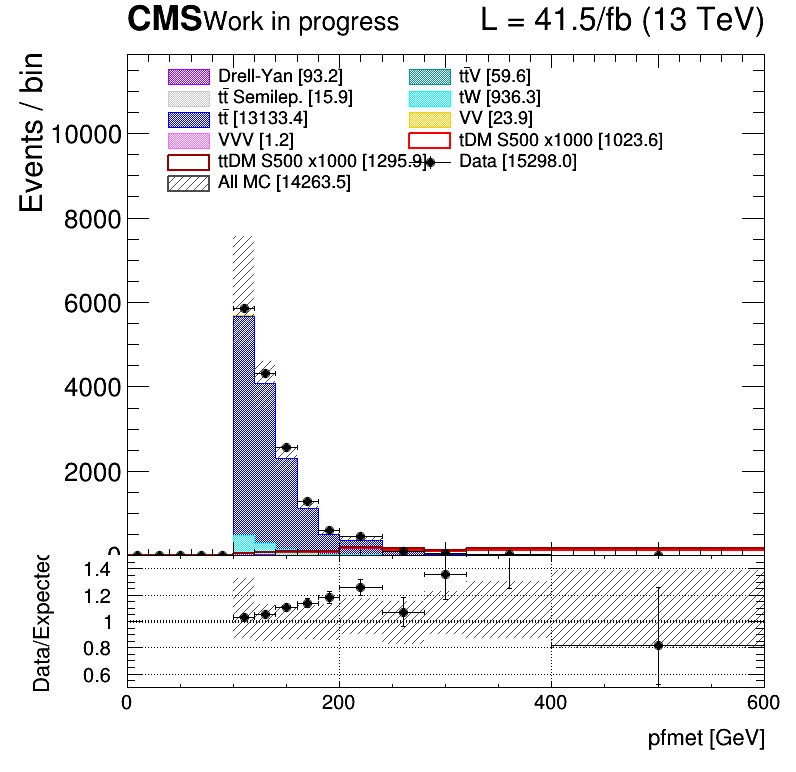 CMS Work in progress L = 41.5/fb (13 TeV)
Events / bin
Drell-Yan [93.2] tt̄V [59.6]
tt̄ Semilep. [15.9] tW [936.3]
tt̄ [13133.4] VV [23.9]
VVV [1.2] tDM S500 x1000 [1023.6]
ttDM S500 x1000 [1295.9] Data [15298.0]
All MC [14263.5]
10000
8000
6000
4000
2000
0
Data/Expected
1.4
1.2
1
0.8
0.6
0 200 400 600
pfmet [GeV]